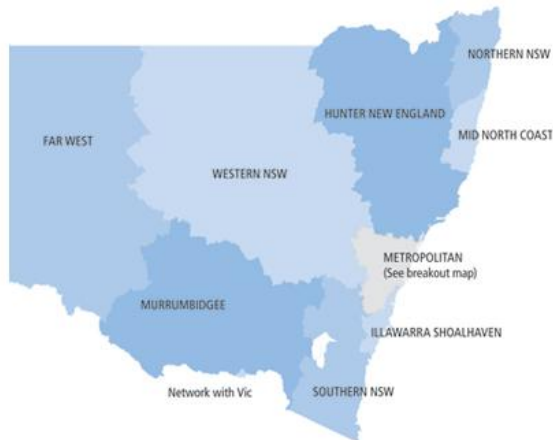 NORTHERN NSW
HUNTER NEW ENGLAND
MID NORTH COAST
FAR WEST
WESTERN NSW
METROPOLITAN
(See breakout map)
MURRUMBIDGEE
ILLAWARRA SHOALHAVEN
Network with Vic
SOUTHERN NSW